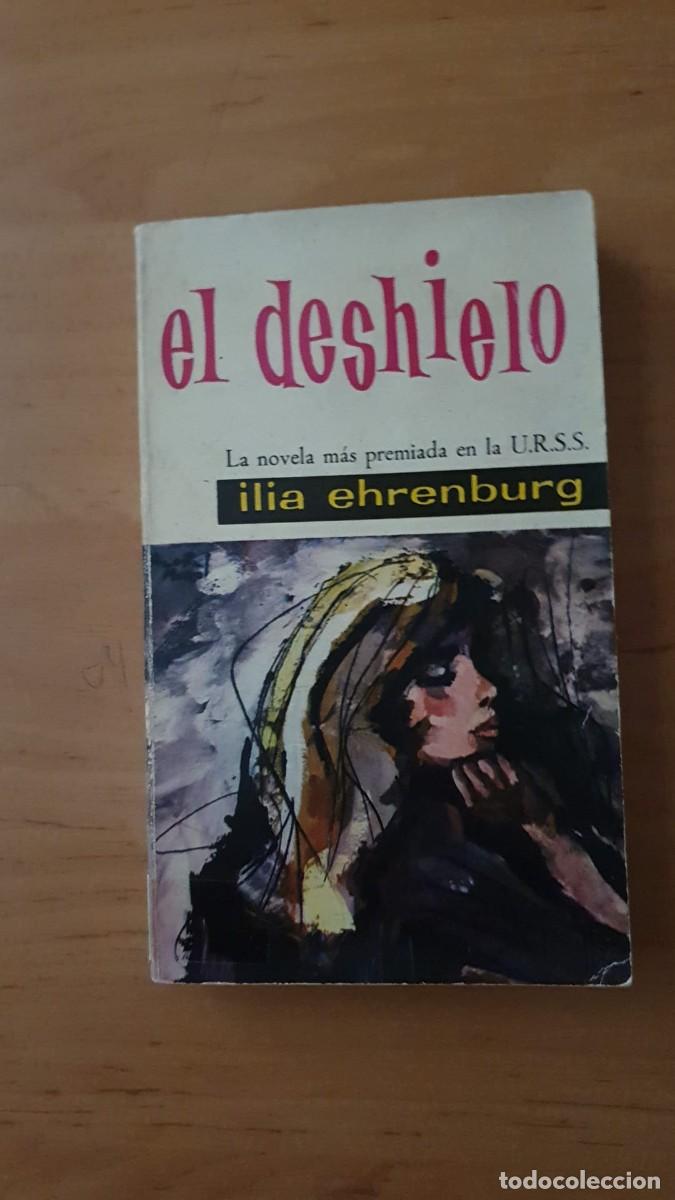 el deshielo
La novela más premiada en la U.R.S.S.
ilia ehrenburg
todocoleccion